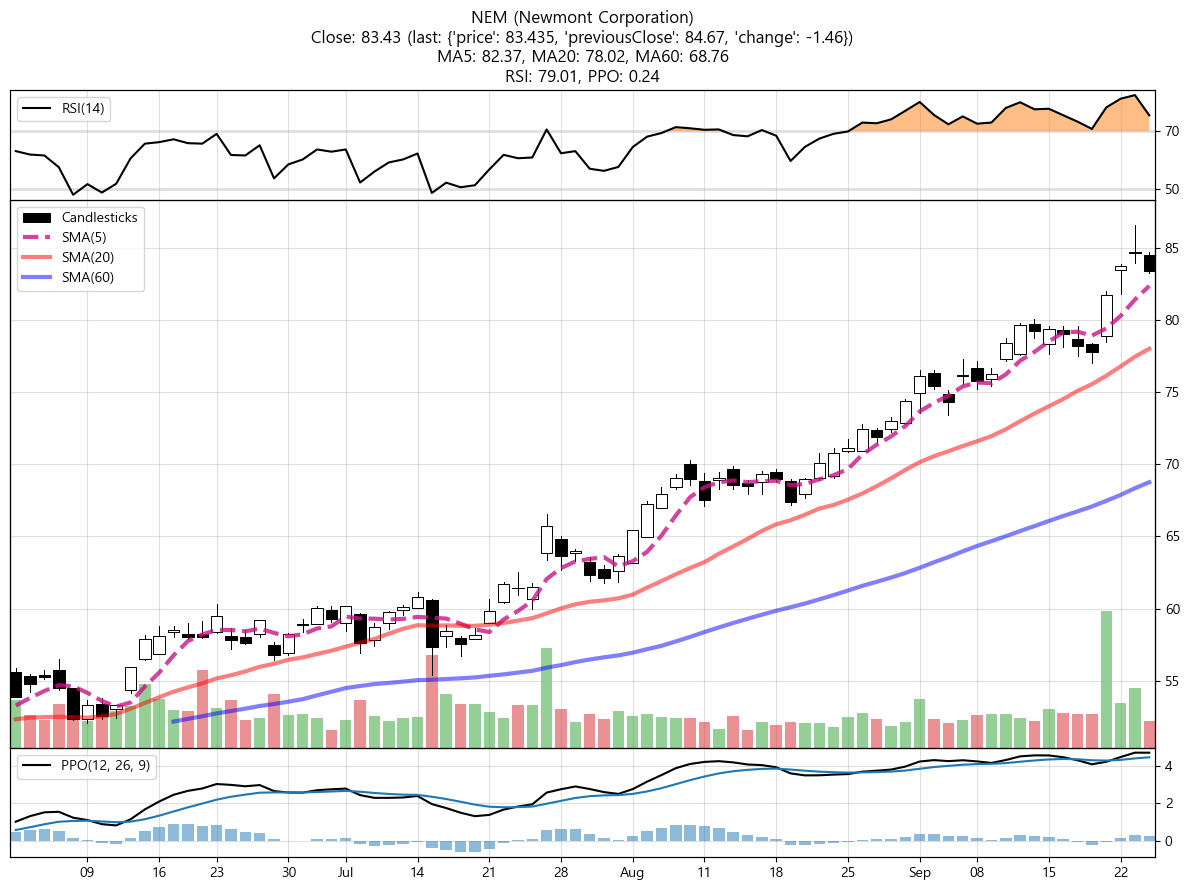 NEM (Newmont Corporation)
Close: 83.43 (last: {'price': 83.435, 'previousClose': 84.67, 'change': -1.46})
MA5: 82.37, MA20: 78.02, MA60: 68.76
RSI: 79.01, PPO: 0.24
RSI(14)
70
50
Candlesticks
SMA(5)
SMA(20)
SMA(60)
85
80
75
70
65
60
55
PPO(12, 26, 9)
4
2
0
09 16 23 30 Jul 14 21 28 Aug 11 18 25 Sep 08 15 22